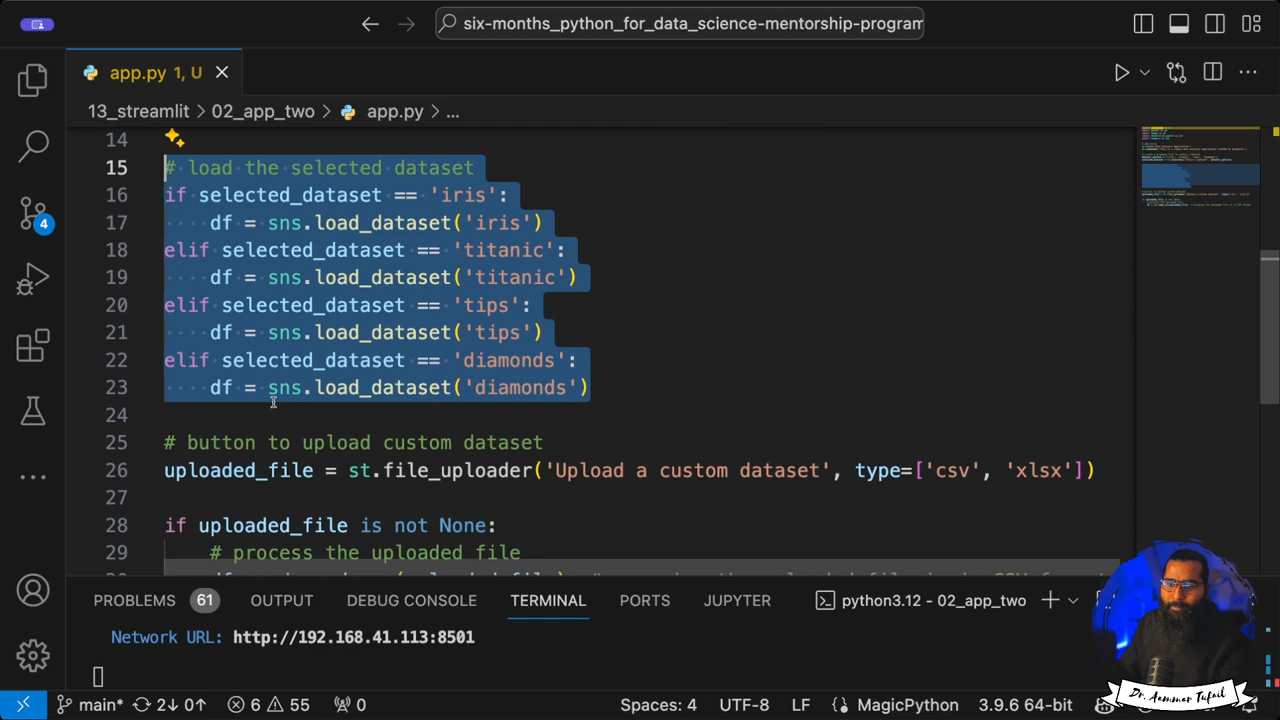 six-months_python_for_data_science-mentorship-program
app.py 1, U
13_streamlit > 02_app_two > app.py > ...
14
15 # load the selected dataset
16 if selected_dataset == 'iris':
17 df = sns.load_dataset('iris')
18 elif selected_dataset == 'titanic':
19 df = sns.load_dataset('titanic')
20 elif selected_dataset == 'tips':
21 df = sns.load_dataset('tips')
22 elif selected_dataset == 'diamonds':
23 df = sns.load_dataset('diamonds')
24
25 # button to upload custom dataset
26 uploaded_file = st.file_uploader('Upload a custom dataset', type=['csv', 'xlsx'])
27
28 if uploaded_file is not None:
29 # process the uploaded file
4
PROBLEMS 61 OUTPUT DEBUG CONSOLE TERMINAL PORTS JUPYTER python3.12 - 02_app_two
Network URL: http://192.168.41.113:8501
Dr. Aammar Tufail
main* 2↓ 0↑ 6 55 0 Spaces: 4 UTF-8 LF MagicPython 3.9.6 64-bit